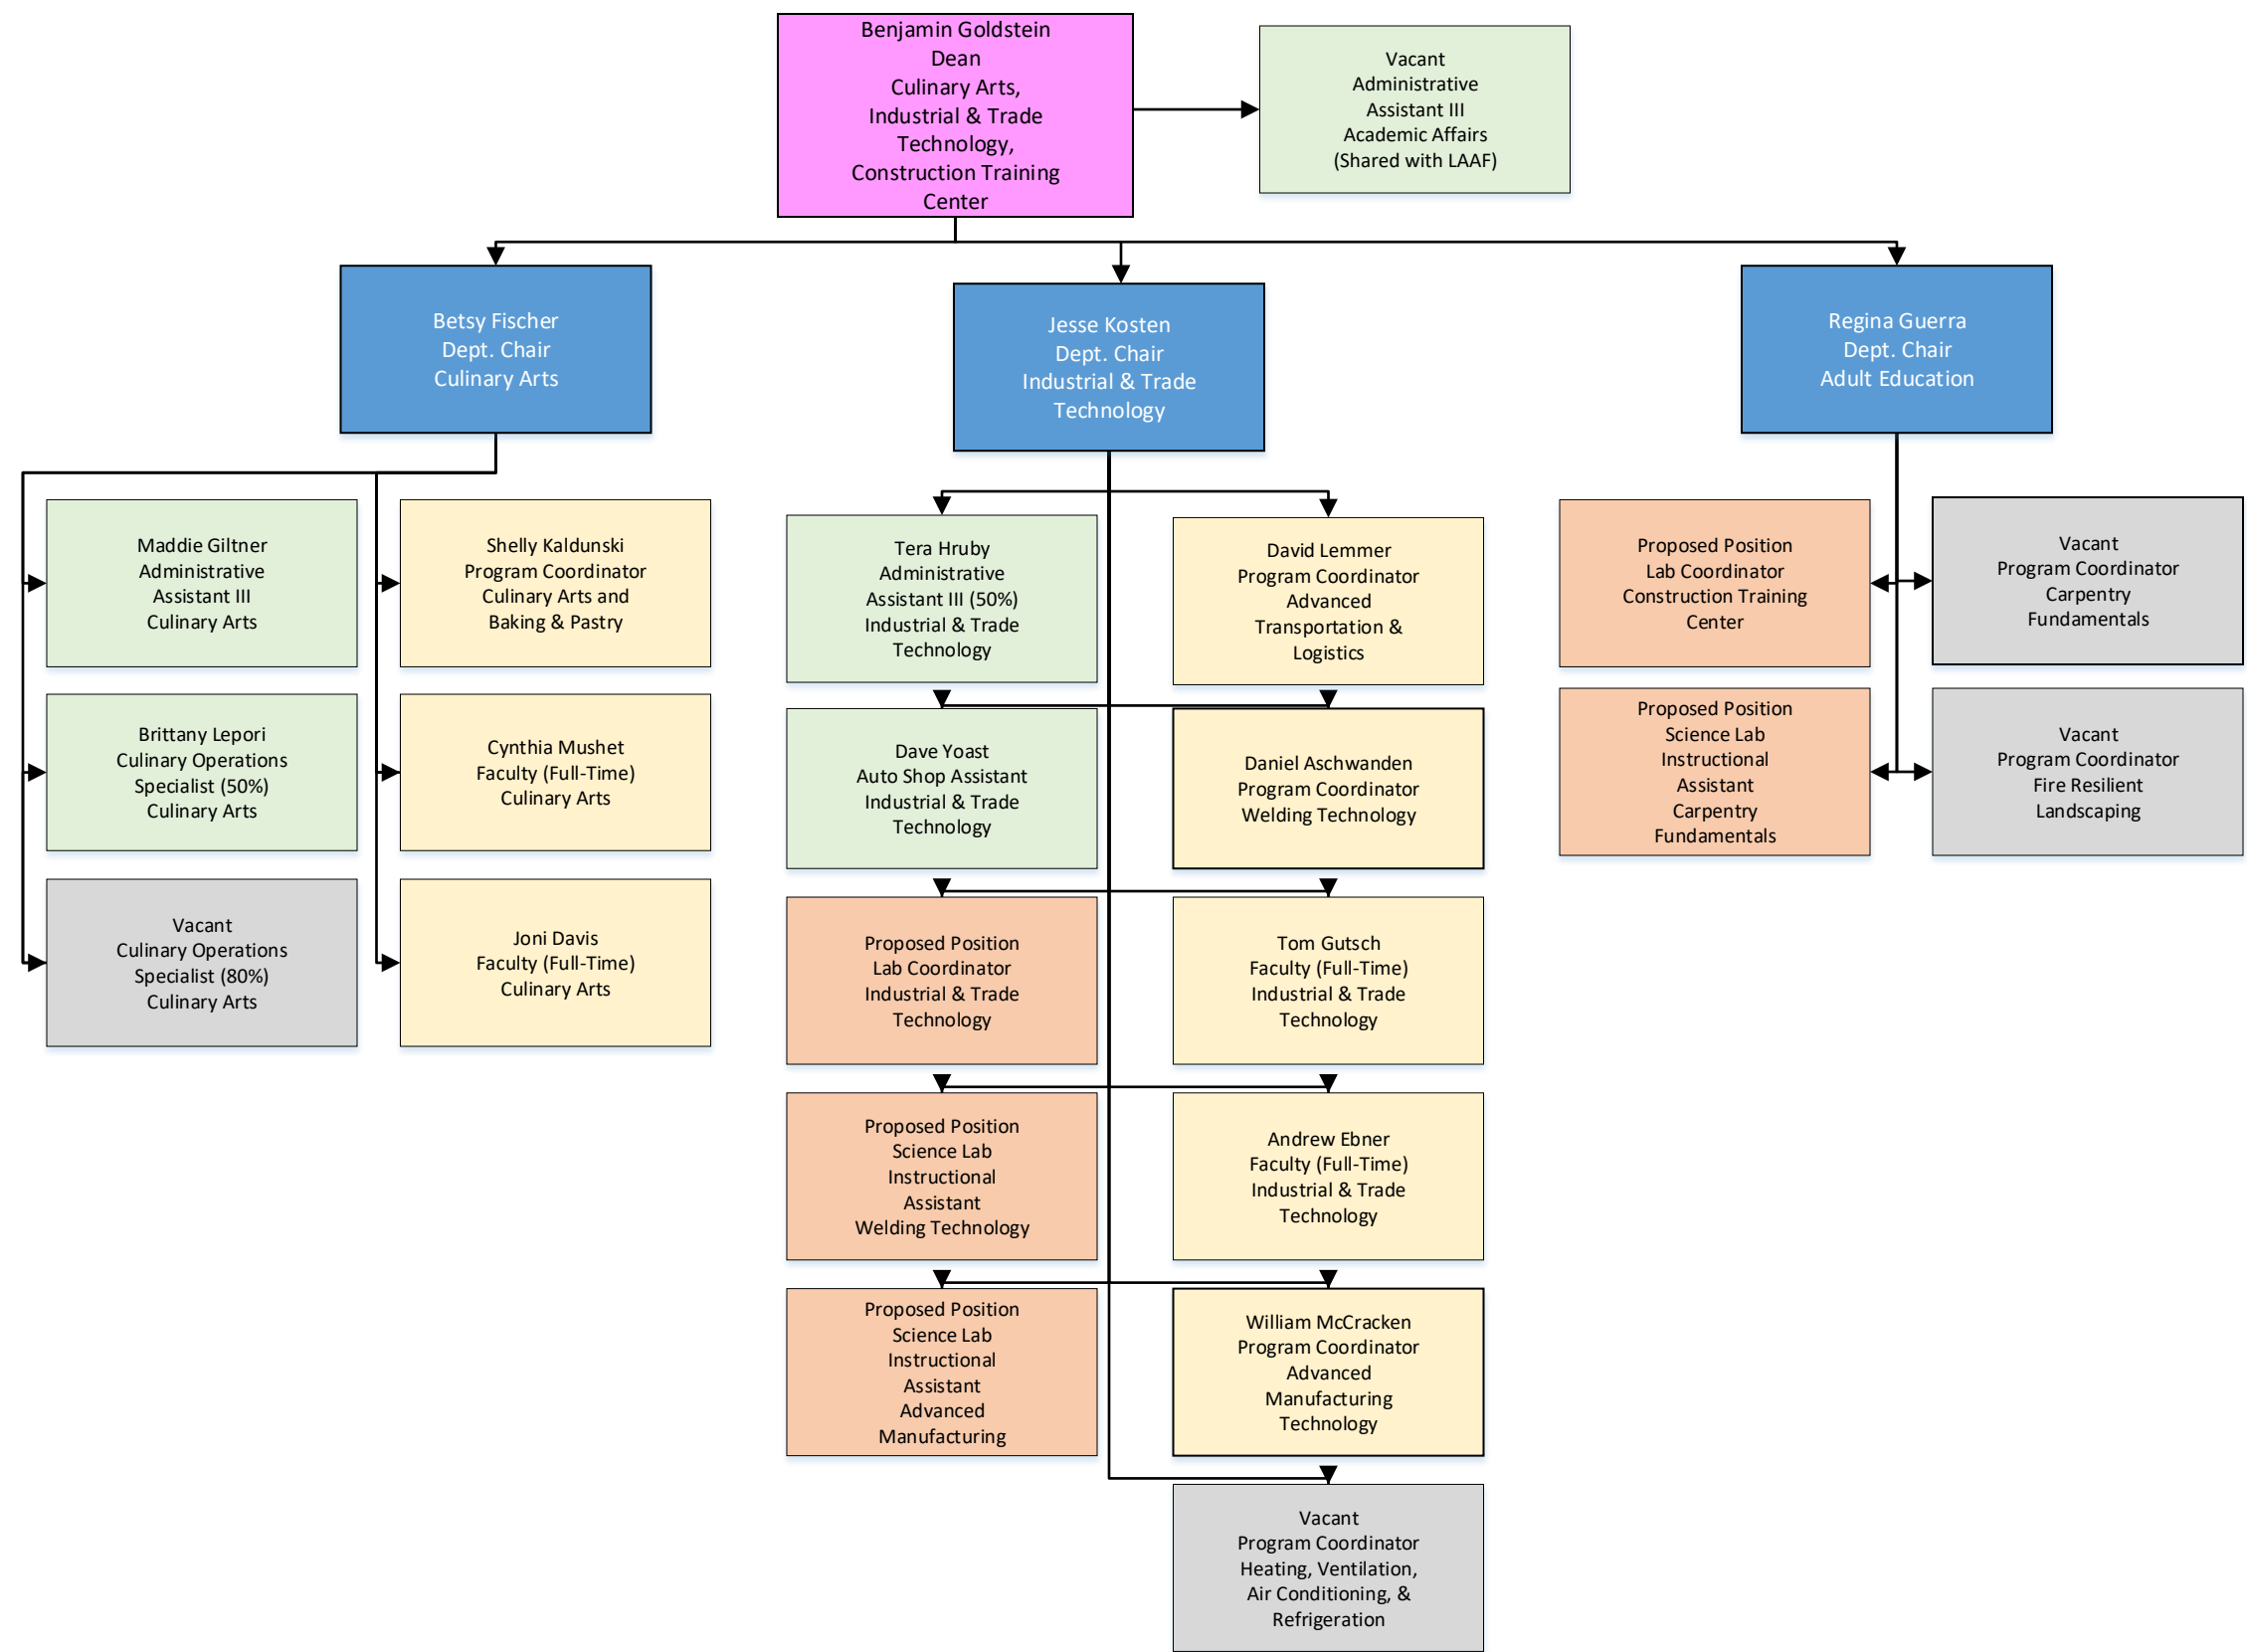 Benjamin Goldstein
Dean
Culinary Arts,
Industrial & Trade
Technology,
Construction Training
Center
Vacant
Administrative
Assistant III
Academic Affairs
(Shared with LAAF)
Betsy Fischer
Dept. Chair
Culinary Arts
Jesse Kosten
Dept. Chair
Industrial & Trade
Technology
Regina Guerra
Dept. Chair
Adult Education
Maddie Giltner
Administrative
Assistant III
Culinary Arts
Shelly Kaldunski
Program Coordinator
Culinary Arts and
Baking & Pastry
Brittany Lepori
Culinary Operations
Specialist (50%)
Culinary Arts
Cynthia Mushet
Faculty (Full-Time)
Culinary Arts
Vacant
Culinary Operations
Specialist (80%)
Culinary Arts
Joni Davis
Faculty (Full-Time)
Culinary Arts
Tera Hruby
Administrative
Assistant III (50%)
Industrial & Trade
Technology
David Lemmer
Program Coordinator
Advanced
Transportation &
Logistics
Dave Yoast
Auto Shop Assistant
Industrial & Trade
Technology
Daniel Aschwanden
Program Coordinator
Welding Technology
Proposed Position
Lab Coordinator
Industrial & Trade
Technology
Tom Gutsch
Faculty (Full-Time)
Industrial & Trade
Technology
Proposed Position
Science Lab
Instructional
Assistant
Welding Technology
Andrew Ebner
Faculty (Full-Time)
Industrial & Trade
Technology
Proposed Position
Science Lab
Instructional
Assistant
Advanced
Manufacturing
William McCracken
Program Coordinator
Advanced
Manufacturing
Technology
Vacant
Program Coordinator
Heating, Ventilation,
Air Conditioning, &
Refrigeration
Proposed Position
Lab Coordinator
Construction Training
Center
Vacant
Program Coordinator
Carpentry
Fundamentals
Proposed Position
Science Lab
Instructional
Assistant
Carpentry
Fundamentals
Vacant
Program Coordinator
Fire Resilient
Landscaping